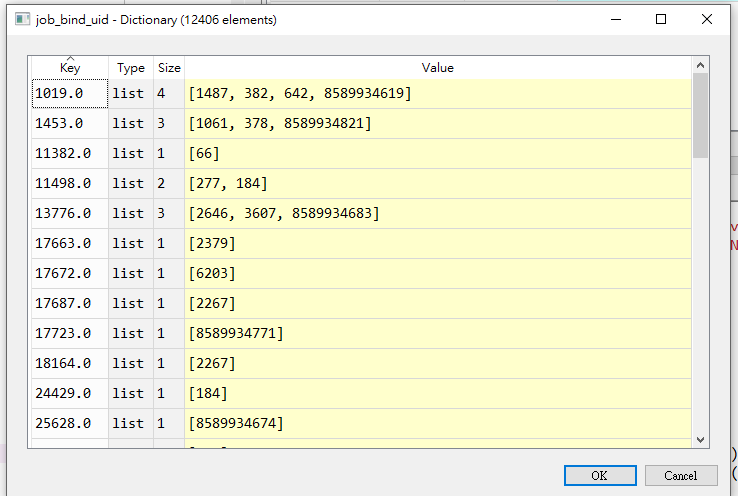 job_bind_uid - Dictionary (12406 elements)
Key Type Size Value
1019.0 list 4 [1487, 382, 642, 8589934619]
1453.0 list 3 [1061, 378, 8589934821]
11382.0 list 1 [66]
11498.0 list 2 [277, 184]
13776.0 list 3 [2646, 3607, 8589934683]
17663.0 list 1 [2379]
17672.0 list 1 [6203]
17687.0 list 1 [2267]
17723.0 list 1 [8589934771]
18164.0 list 1 [2267]
24429.0 list 1 [184]
25628.0 list 1 [8589934674]
OK Cancel